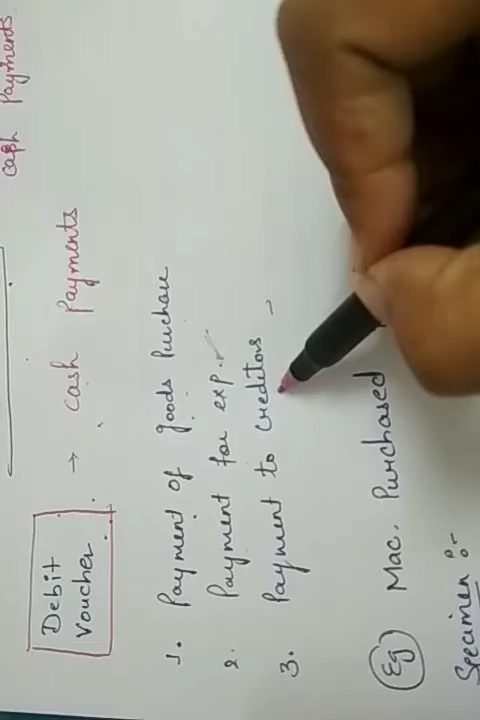 Cash Payments
Debit Voucher. → Cash Payments
1. Payment of goods Purchase
2. Payment for exp.
3. Payment to creditors
Eg Mac. Purchased
Specimen :-